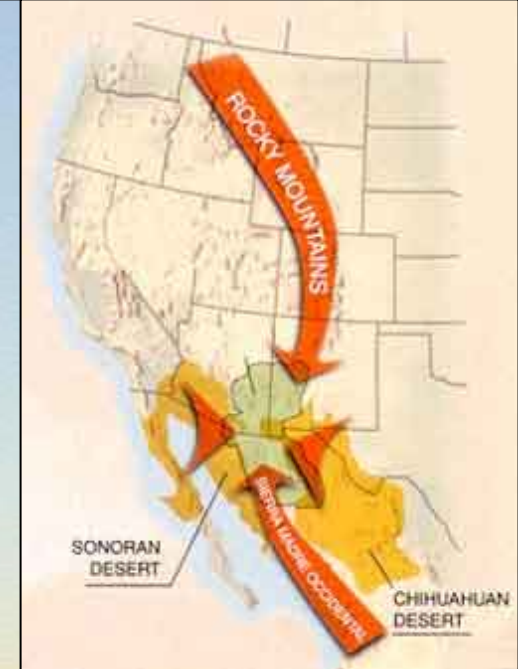 ROCKY MOUNTAINS
SIERRA MADRE OCCIDENTAL
SONORAN
DESERT
CHIHUAHUAN
DESERT